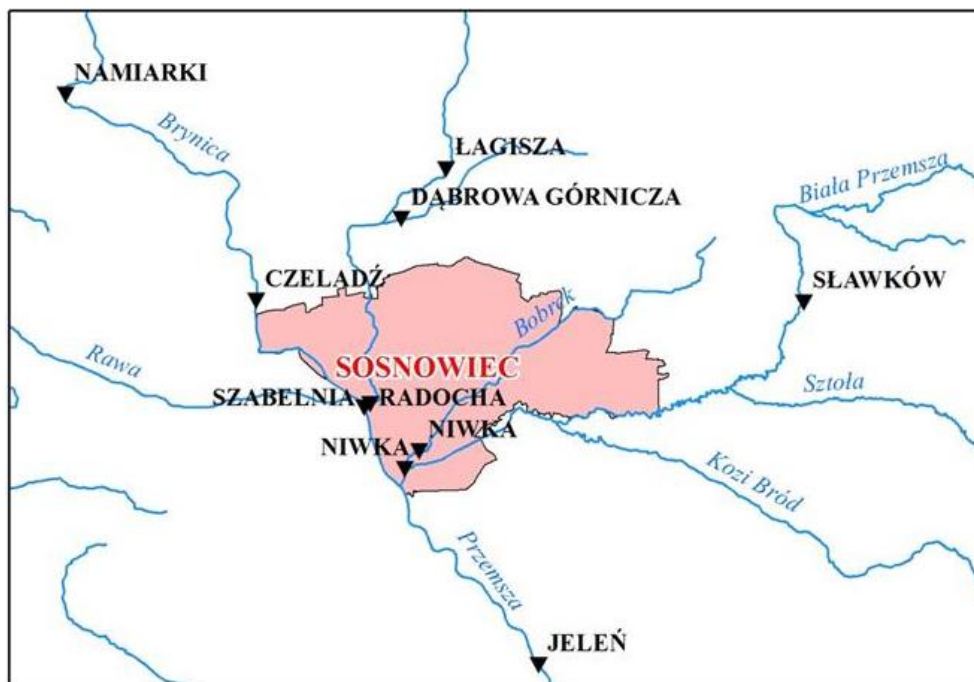 NAMIARKI
Brynica
ŁAGISZA
DĄBROWA GÓRNICZA
Biała Przemsza
CZELADŹ
SŁAWKÓW
Bobrek
Rawa
SOSNOWIEC
SZABELNIA
RADOCHA
Sztoła
NIWKA
NIWKA
Kozi Bród
Przemsza
JELEŃ